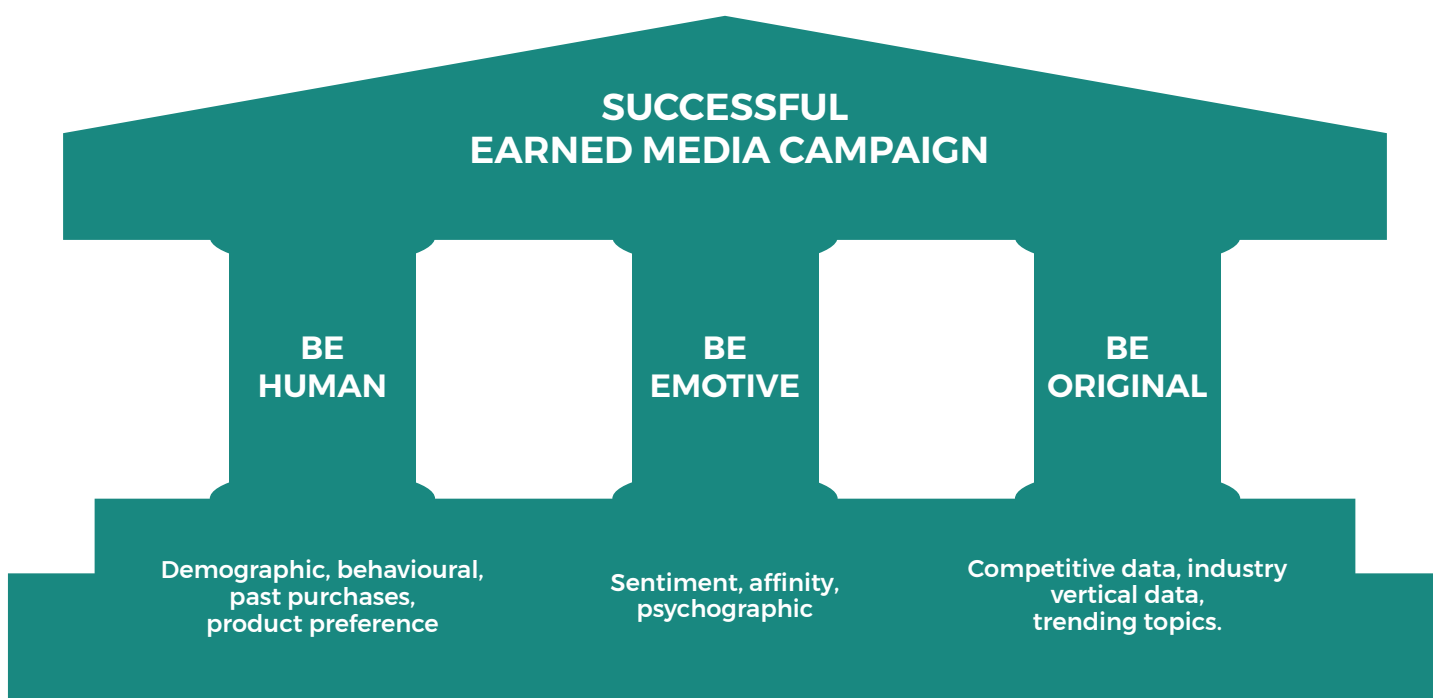 SUCCESSFUL
EARNED MEDIA CAMPAIGN
BE
HUMAN
BE
EMOTIVE
BE
ORIGINAL
Demographic, behavioural,
past purchases,
product preference
Sentiment, affinity,
psychographic
Competitive data, industry
vertical data,
trending topics.